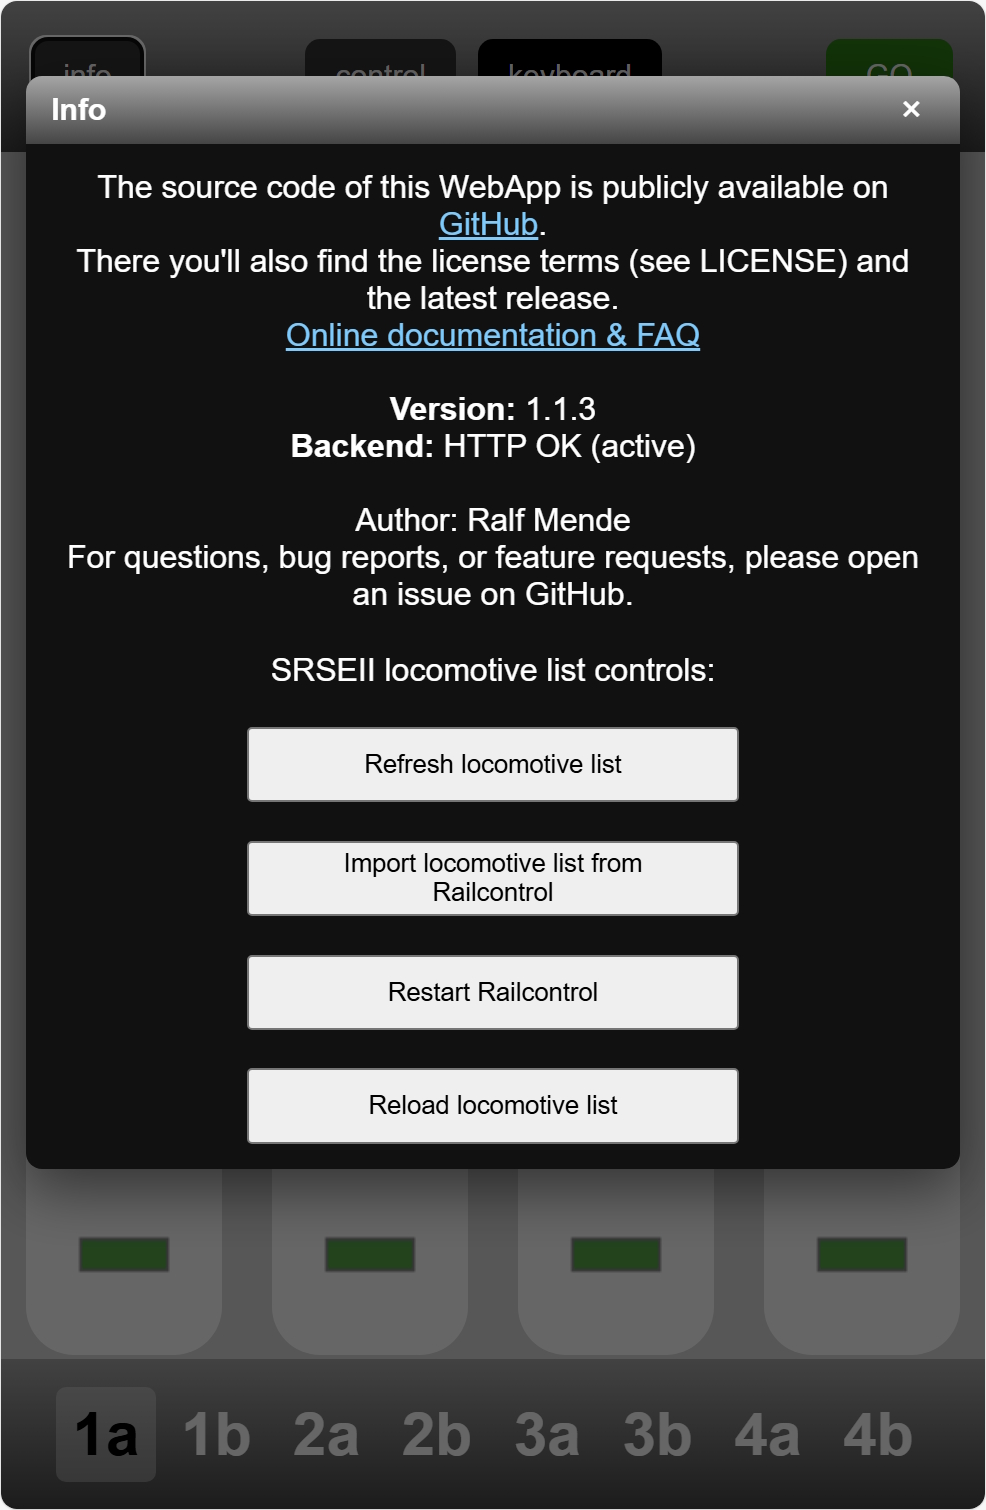 info control keyboard GO
Info ×
The source code of this WebApp is publicly available on
GitHub.
There you'll also find the license terms (see LICENSE) and
the latest release.
Online documentation & FAQ
Version: 1.1.3
Backend: HTTP OK (active)
Author: Ralf Mende
For questions, bug reports, or feature requests, please open
an issue on GitHub.
SRSEII locomotive list controls:
Refresh locomotive list
Import locomotive list from
Railcontrol
Restart Railcontrol
Reload locomotive list
1a 1b 2a 2b 3a 3b 4a 4b